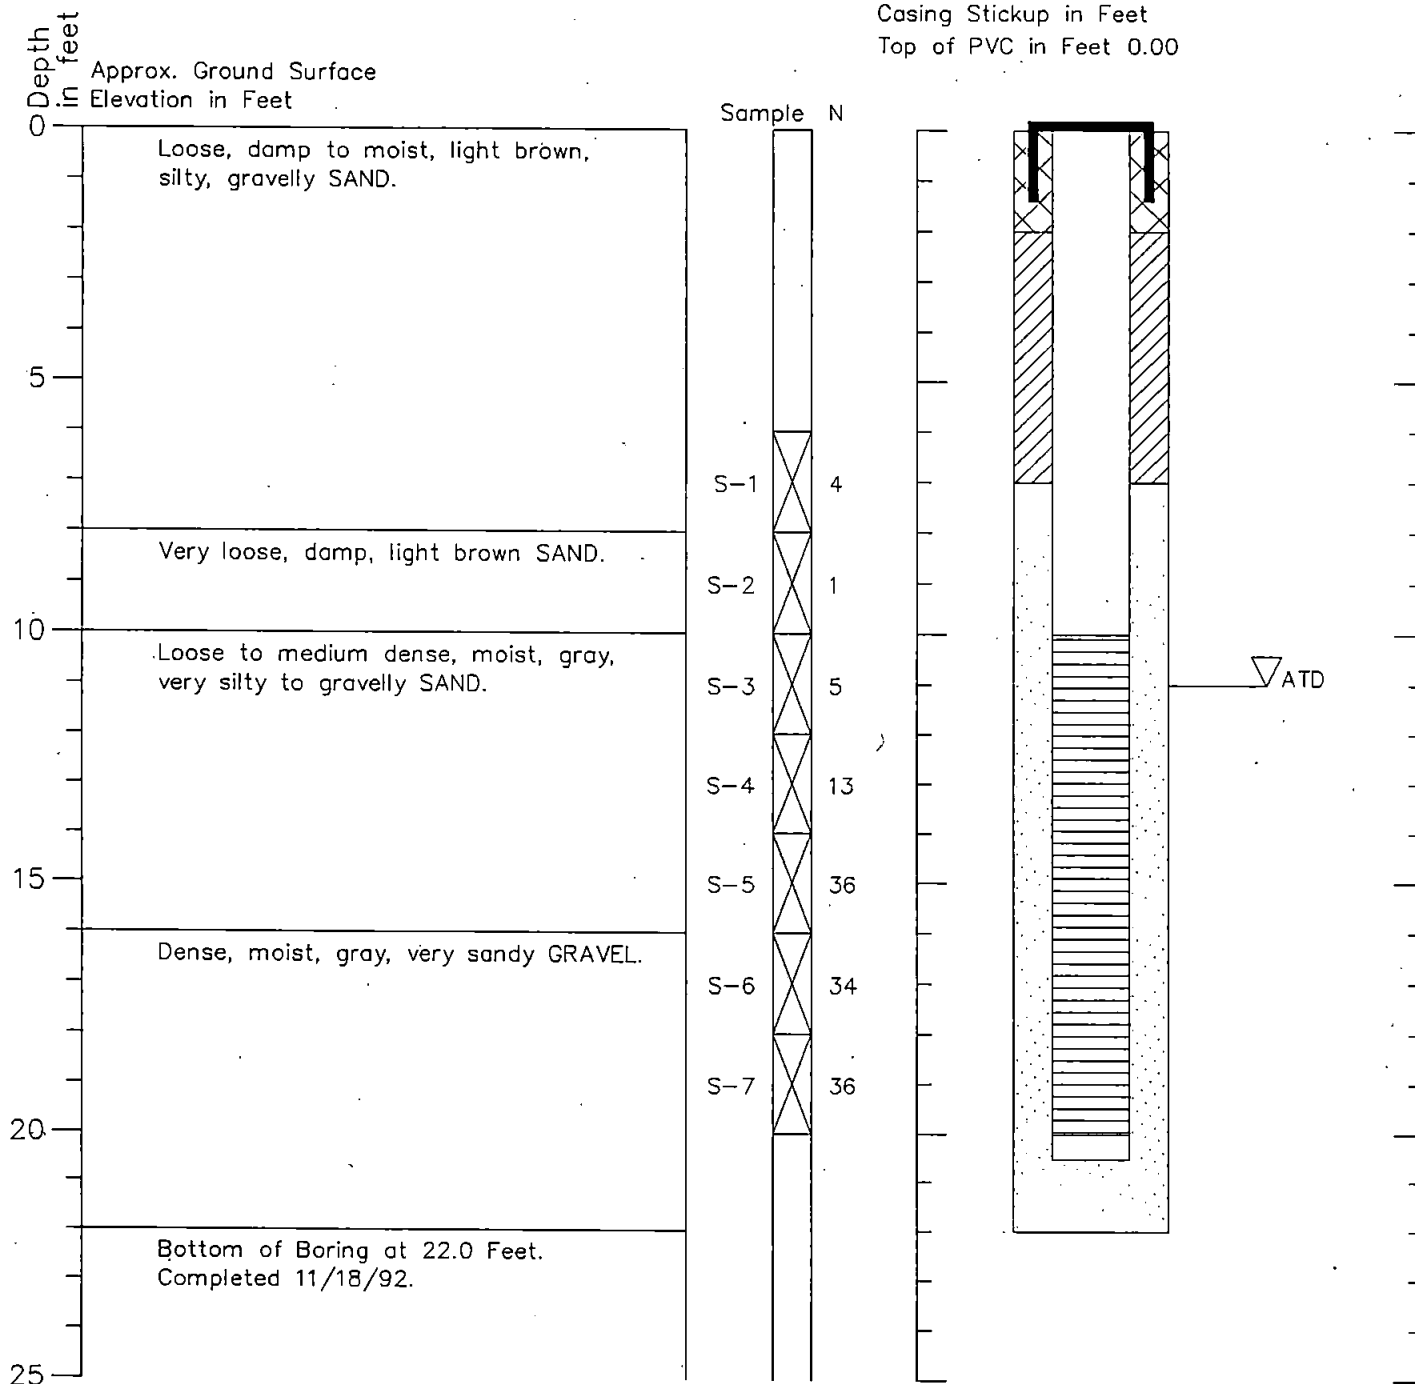 Casing Stickup in Feet
Top of PVC in Feet 0.00
Depth
in feet
Approx. Ground Surface
Elevation in Feet
Sample N
0
Loose, damp to moist, light brown,
silty, gravelly SAND.
5
S-1 4
Very loose, damp, light brown SAND.
S-2 1
10
Loose to medium dense, moist, gray,
very silty to gravelly SAND.
S-3 5
ATD
S-4 13
15
S-5 36
Dense, moist, gray, very sandy GRAVEL.
S-6 34
S-7 36
20
Bottom of Boring at 22.0 Feet.
Completed 11/18/92.
25